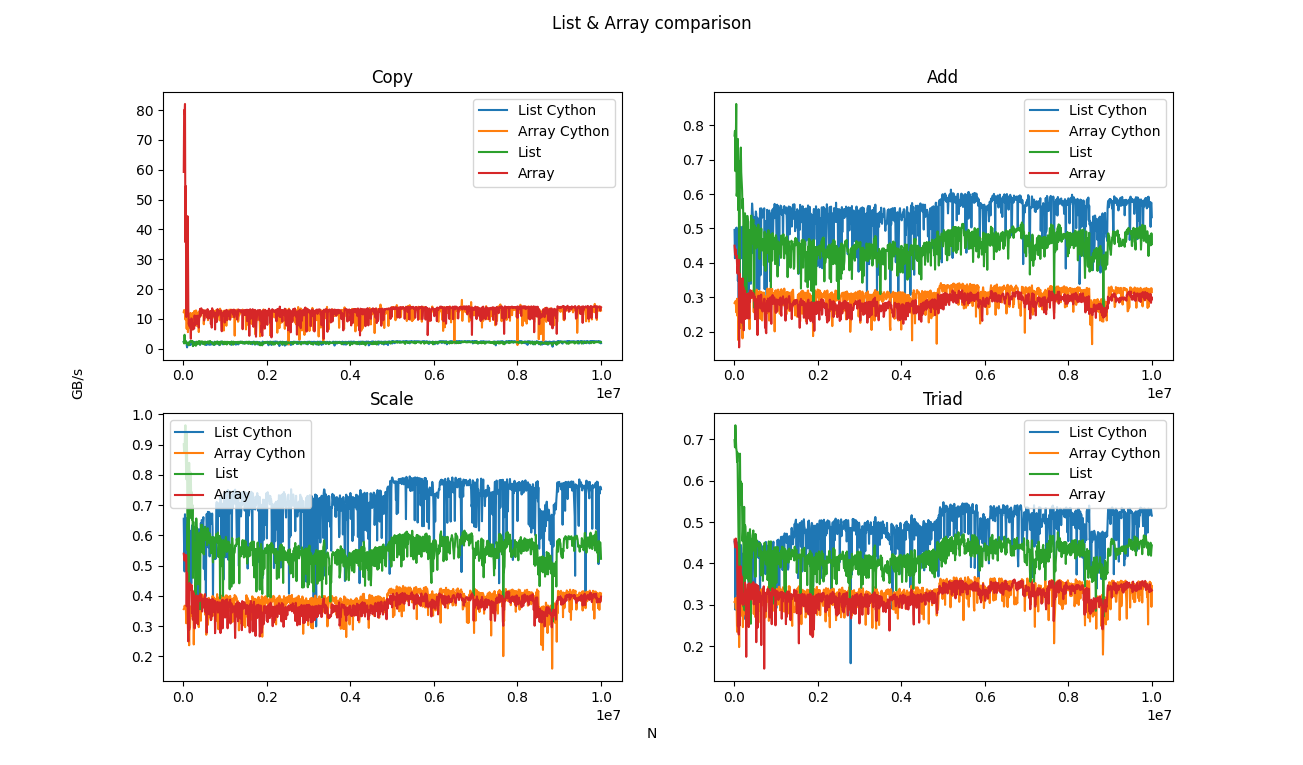 List & Array comparison
Copy
List Cython
Array Cython
List
Array
80
70
60
50
40
30
20
10
0
0.0 0.2 0.4 0.6 0.8 1.0
1e7
Add
List Cython
Array Cython
List
Array
0.8
0.7
0.6
0.5
0.4
0.3
0.2
0.0 0.2 0.4 0.6 0.8 1.0
1e7
GB/s
Scale
List Cython
Array Cython
List
Array
1.0
0.9
0.8
0.7
0.6
0.5
0.4
0.3
0.2
0.0 0.2 0.4 0.6 0.8 1.0
1e7
Triad
List Cython
Array Cython
List
Array
0.7
0.6
0.5
0.4
0.3
0.2
0.0 0.2 0.4 0.6 0.8 1.0
1e7
N